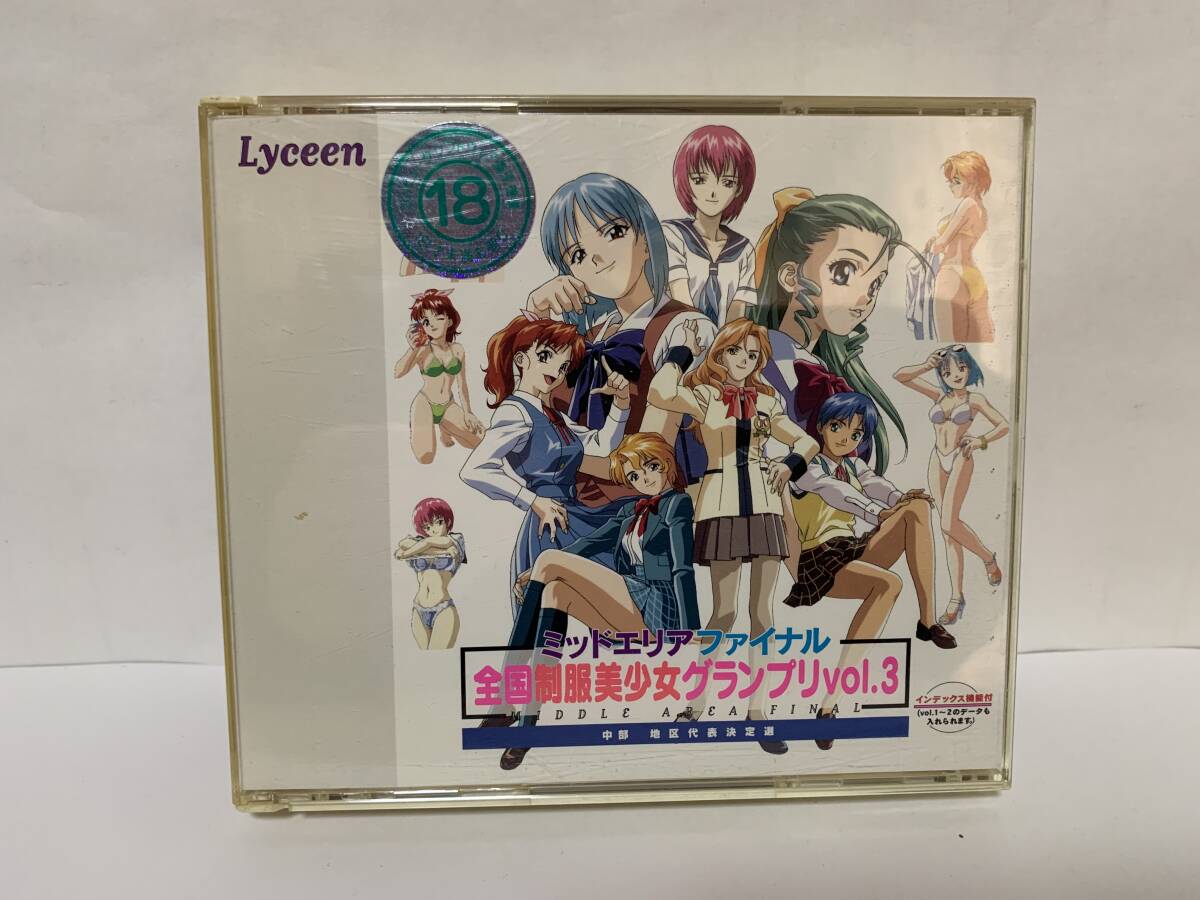 Lyceen
18
ミッドエリアファイナル
全国制服美少女グランプリvol.3
MIDDLE AREA FINAL
中部 地区代表決定選
インデックス機能付
(vol.1～2のデータも
入れられます。)